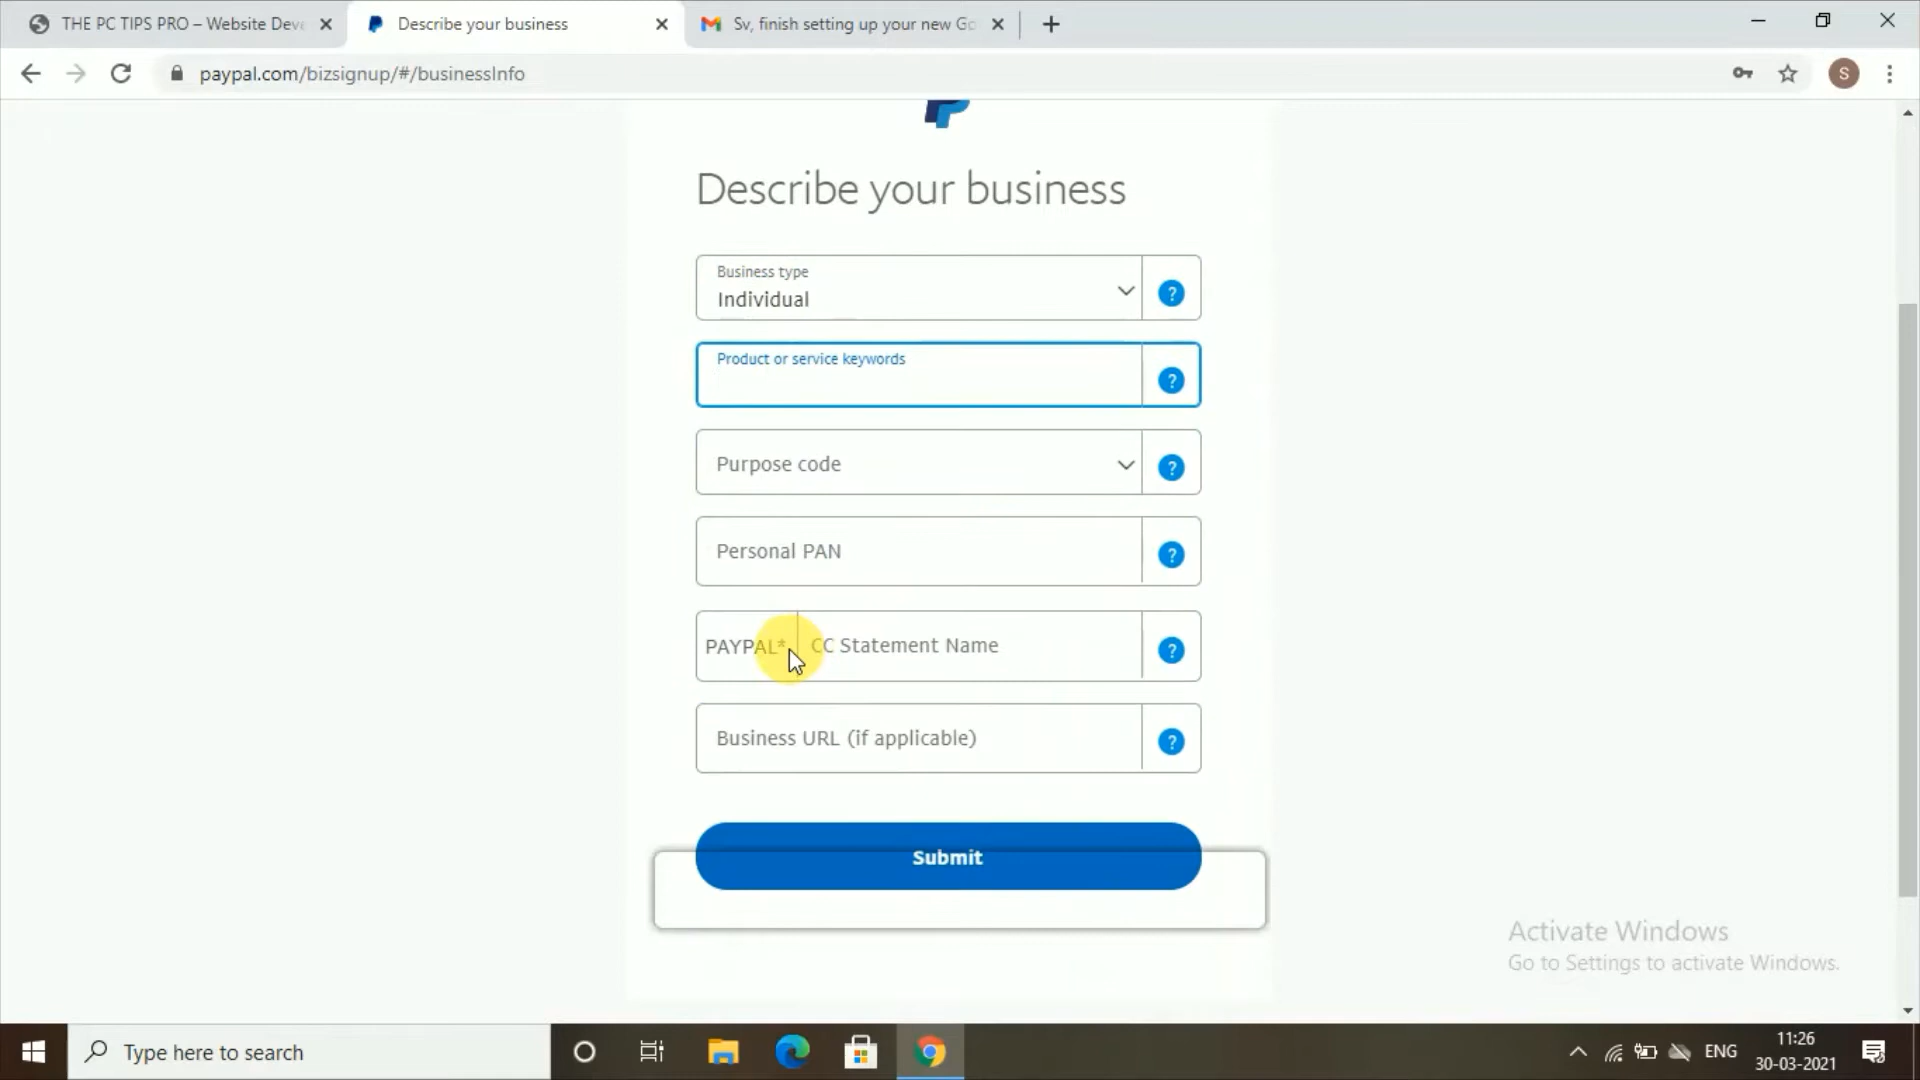 THE PC TIPS PRO – Website Deve
Describe your business
Sv, finish setting up your new Go
paypal.com/bizsignup/#/businessInfo
S
Describe your business
Business type
Individual
?
Product or service keywords
?
Purpose code
?
Personal PAN
?
PAYPAL*
CC Statement Name
?
Business URL (if applicable)
?
Submit
Activate Windows
Go to Settings to activate Windows.
Type here to search
ENG
11:26
30-03-2021